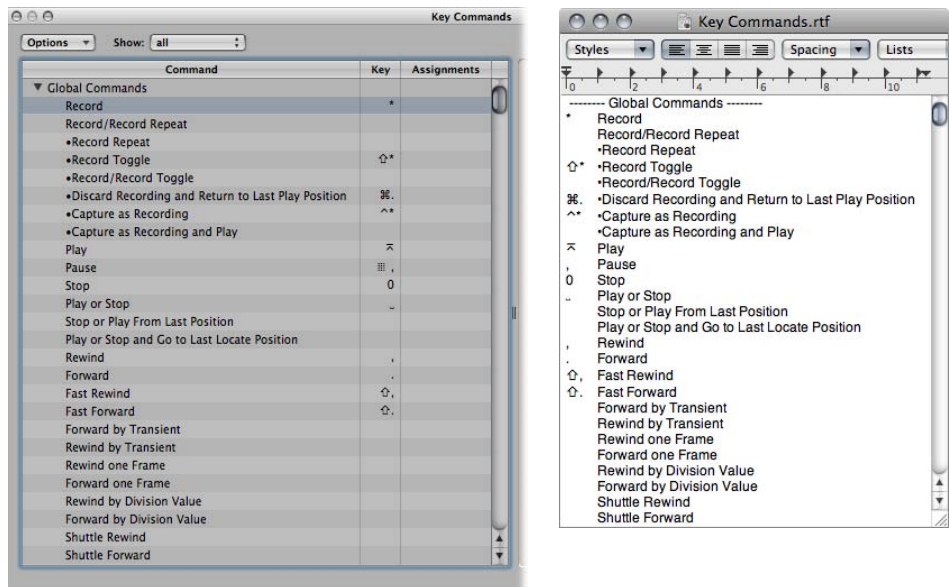 Key Commands
Options Show: all
Command Key Assignments
▼ Global Commands
Record *
Record/Record Repeat
•Record Repeat
•Record Toggle ⇧*
•Record/Record Toggle
•Discard Recording and Return to Last Play Position ⌘.
•Capture as Recording ^*
•Capture as Recording and Play
Play ⌅
Pause ⌨ ,
Stop 0
Play or Stop ⎵
Stop or Play From Last Position
Play or Stop and Go to Last Locate Position
Rewind ,
Forward .
Fast Rewind ⇧,
Fast Forward ⇧.
Forward by Transient
Rewind by Transient
Rewind one Frame
Forward one Frame
Rewind by Division Value
Forward by Division Value
Shuttle Rewind
Shuttle Forward
Key Commands.rtf
Styles Spacing Lists
0 2 4 6 8 10
-------- Global Commands --------
* Record
Record/Record Repeat
•Record Repeat
⇧* •Record Toggle
•Record/Record Toggle
⌘. •Discard Recording and Return to Last Play Position
^* •Capture as Recording
•Capture as Recording and Play
⌅ Play
, Pause
0 Stop
⎵ Play or Stop
Stop or Play From Last Position
Play or Stop and Go to Last Locate Position
, Rewind
. Forward
⇧, Fast Rewind
⇧. Fast Forward
Forward by Transient
Rewind by Transient
Rewind one Frame
Forward one Frame
Rewind by Division Value
Forward by Division Value
Shuttle Rewind
Shuttle Forward